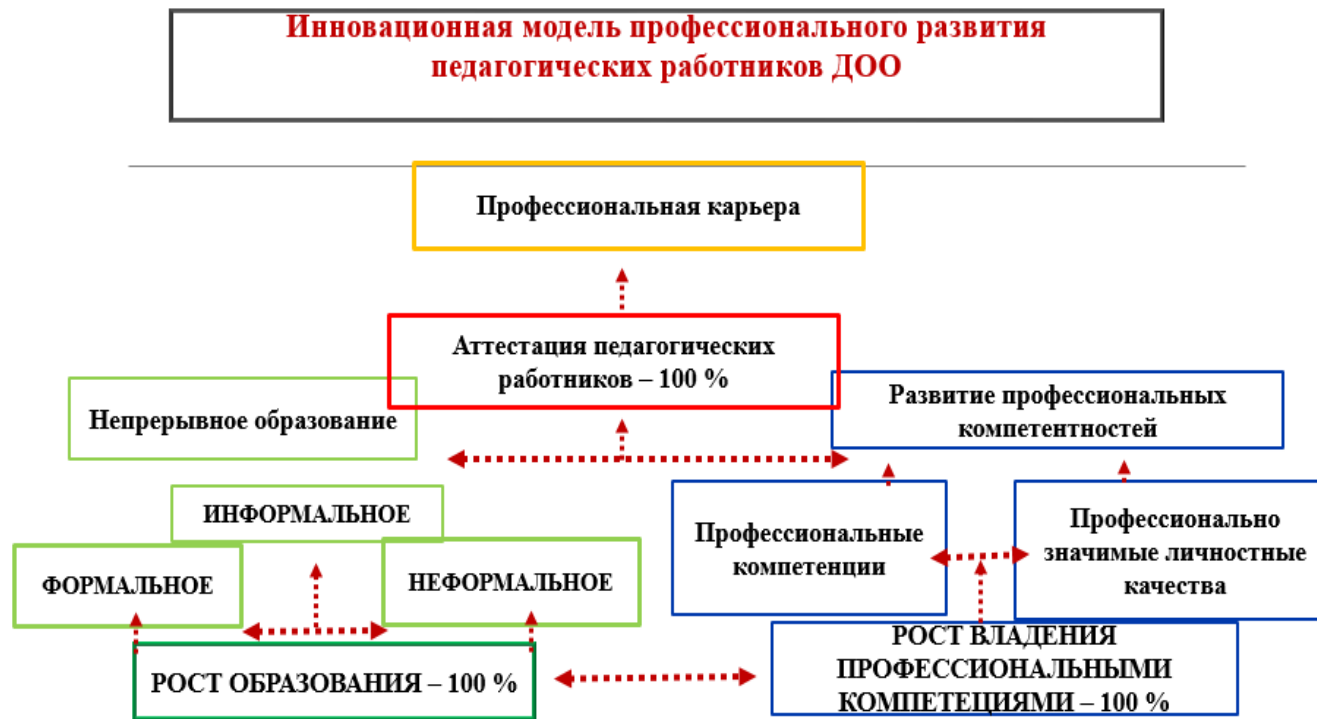 Инновационная модель профессионального развития
педагогических работников ДОО
Профессиональная карьера
Аттестация педагогических
работников – 100 %
Непрерывное образование
Развитие профессиональных
компетентностей
ИНФОРМАЛЬНОЕ
ФОРМАЛЬНОЕ
НЕФОРМАЛЬНОЕ
Профессиональные
компетенции
Профессионально
значимые личностные
качества
РОСТ ОБРАЗОВАНИЯ – 100 %
РОСТ ВЛАДЕНИЯ
ПРОФЕССИОНАЛЬНЫМИ
КОМПЕТЕЦИЯМИ – 100 %